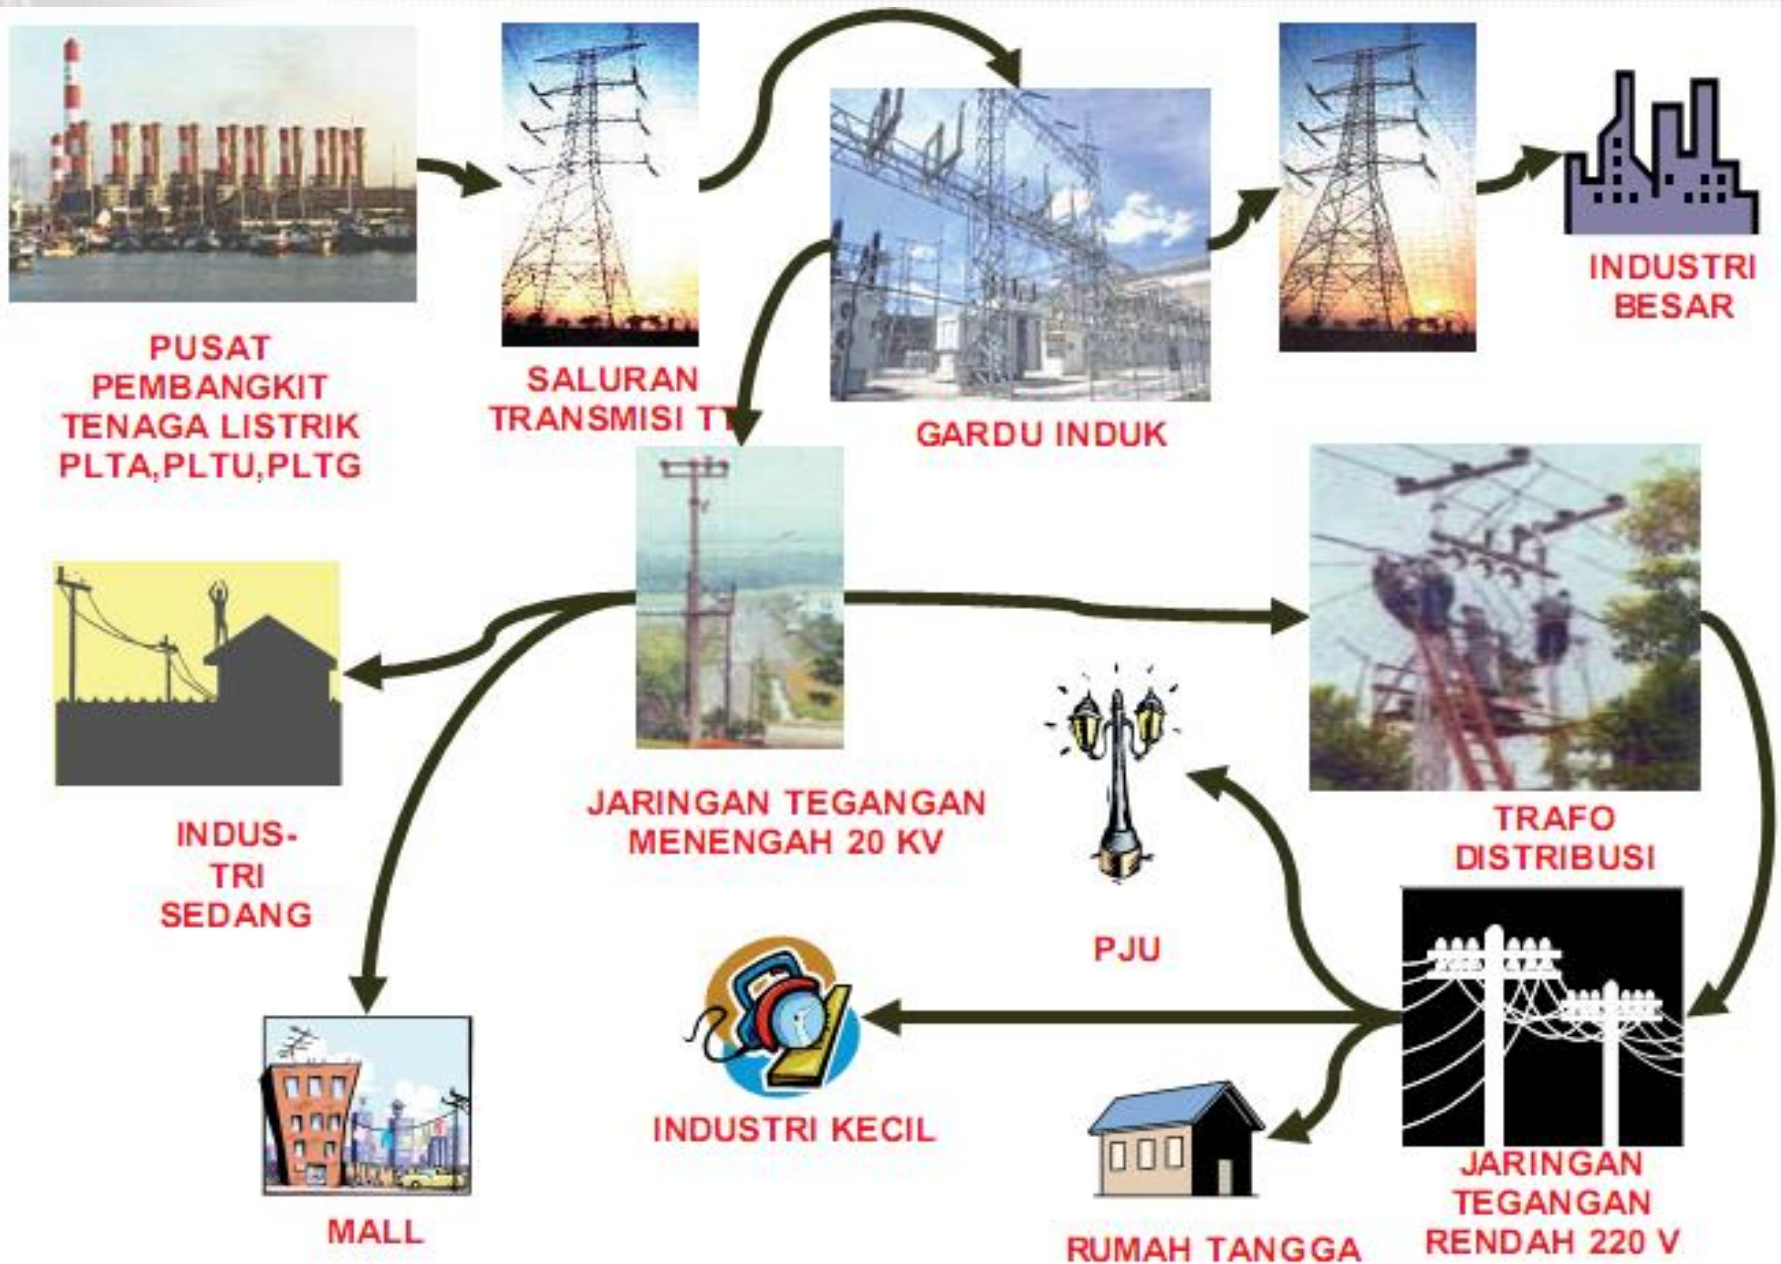 PUSAT
PEMBANGKIT
TENAGA LISTRIK
PLTA,PLTU,PLTG
SALURAN
TRANSMISI TT
GARDU INDUK
INDUSTRI
BESAR
INDUS-
TRI
SEDANG
JARINGAN TEGANGAN
MENENGAH 20 KV
TRAFO
DISTRIBUSI
PJU
MALL
INDUSTRI KECIL
RUMAH TANGGA
JARINGAN
TEGANGAN
RENDAH 220 V